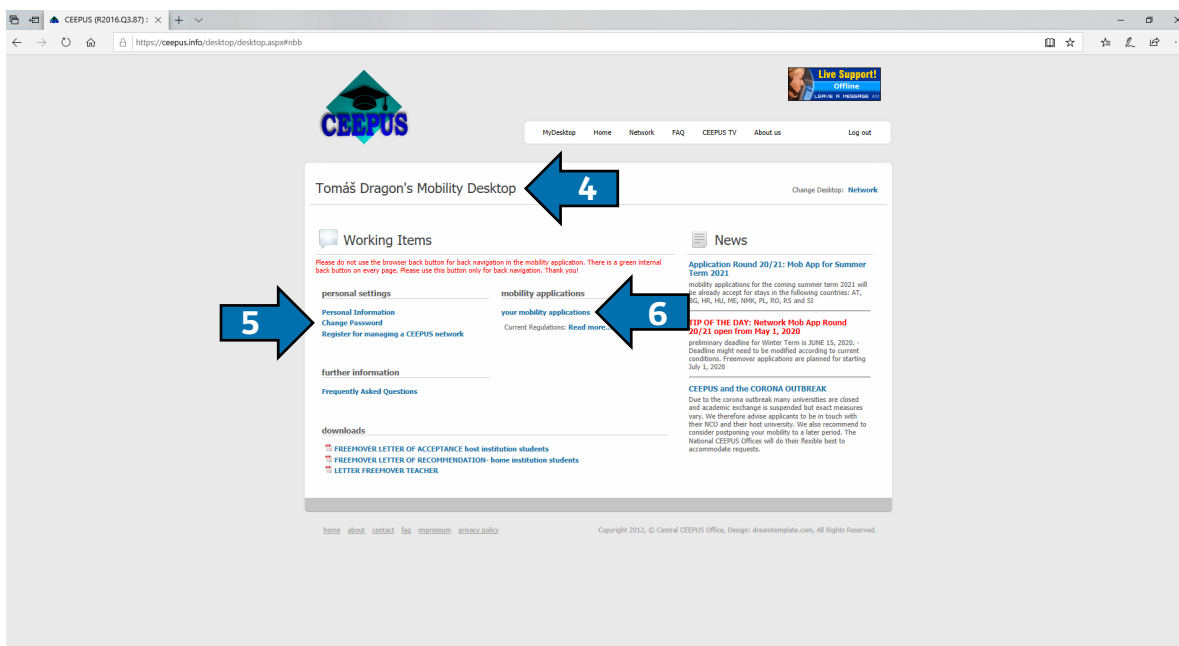 CEEPUS (R2016.Q3.87) :
https://ceepus.info/desktop/desktop.aspx#nbb
CEEPUS
Live Support!
Offline
LEAVE A MESSAGE <<<
MyDesktop Home Network FAQ CEEPUS TV About us Log out
Tomáš Dragon's Mobility Desktop
4
Change Desktop: Network
Working Items
Please do not use the browser back button for back navigation in the mobility application. There is a green internal
back button on every page. Please use this button only for back navigation. Thank you!
personal settings
5
Personal Information
Change Password
Register for managing a CEEPUS network
mobility applications
your mobility applications
6
Current Regulations: Read more...
further information
Frequently Asked Questions
downloads
FREEMOVER LETTER OF ACCEPTANCE host institution students
FREEMOVER LETTER OF RECOMMENDATION- home institution students
LETTER FREEMOVER TEACHER
News
Application Round 20/21: Mob App for Summer
Term 2021
mobility applications for the coming summer term 2021 will
be already accept for stays in the following countries: AT,
BG, HR, HU, ME, NMK, PL, RO, RS and SI
TIP OF THE DAY: Network Mob App Round
20/21 open from May 1, 2020
preliminary deadline for Winter Term is JUNE 15, 2020. -
Deadline might need to be modified according to current
conditions. Freemover applications are planned for starting
July 1, 2020
CEEPUS and the CORONA OUTBREAK
Due to the corona outbreak many universities are closed
and academic exchange is suspended but exact measures
vary. We therefore advise applicants to be in touch with
their NCO and their host university. We also recommend to
consider postponing your mobility to a later period. The
National CEEPUS Offices will do their flexible best to
accommodate requests.
home about contact faq impressum privacy policy
Copyright 2012, © Central CEEPUS Office, Design: dreamtemplate.com, All Rights Reserved.